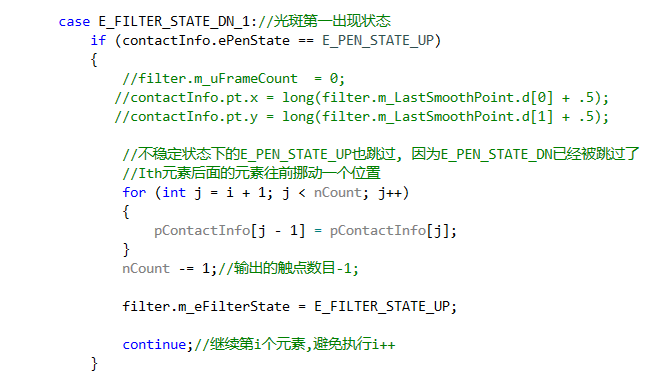 case E_FILTER_STATE_DN_1://光斑第一出现状态
if (contactInfo.ePenState == E_PEN_STATE_UP)
{
//filter.m_uFrameCount  = 0;
//contactInfo.pt.x = long(filter.m_LastSmoothPoint.d[0] + .5);
//contactInfo.pt.y = long(filter.m_LastSmoothPoint.d[1] + .5);
//不稳定状态下的E_PEN_STATE_UP也跳过, 因为E_PEN_STATE_DN已经被跳过了
//Ith元素后面的元素往前挪动一个位置
for (int j = i + 1; j < nCount; j++)
{
pContactInfo[j - 1] = pContactInfo[j];
}
nCount -= 1;//输出的触点数目-1;
filter.m_eFilterState = E_FILTER_STATE_UP;
continue;//继续第i个元素,避免执行i++
}